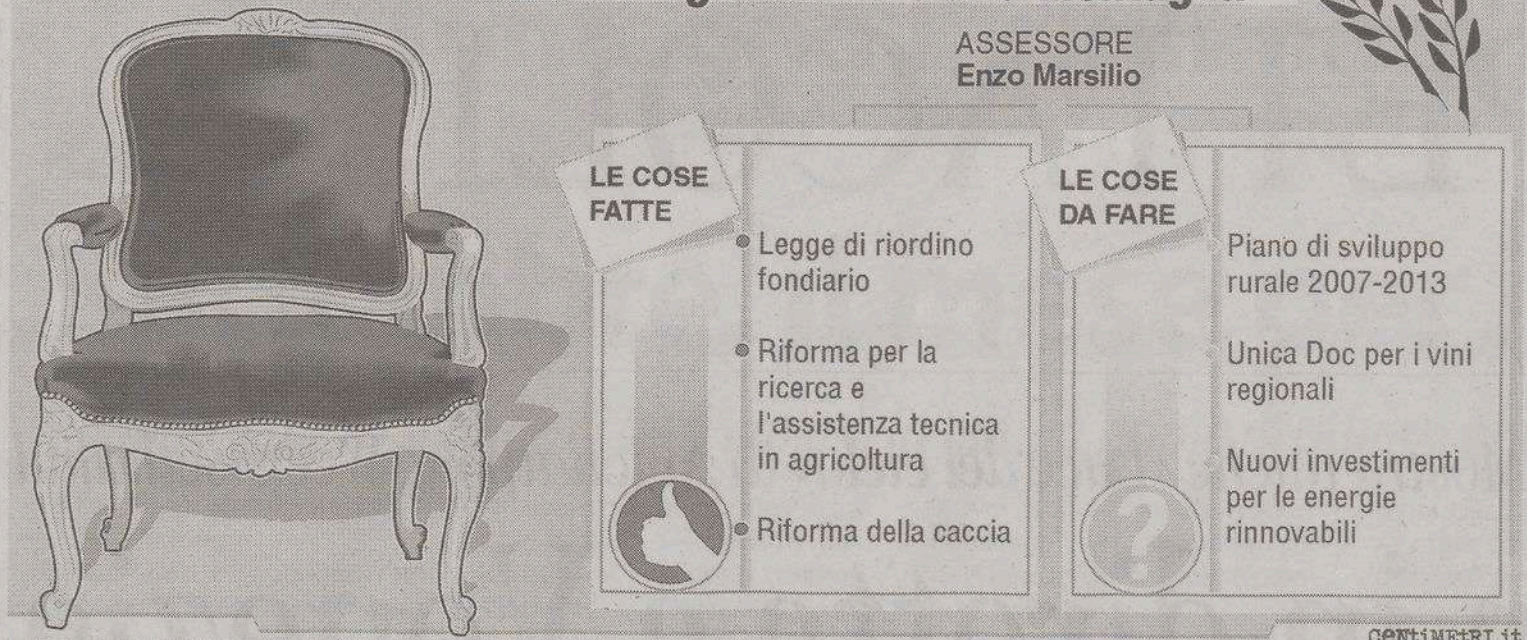 ASSESSORE
Enzo Marsilio
LE COSE
FATTE
Legge di riordino
fondiario
Riforma per la
ricerca e
l'assistenza tecnica
in agricoltura
Riforma della caccia
LE COSE
DA FARE
?
Piano di sviluppo
rurale 2007-2013
Unica Doc per i vini
regionali
Nuovi investimenti
per le energie
rinnovabili
CENTIMETRI.it